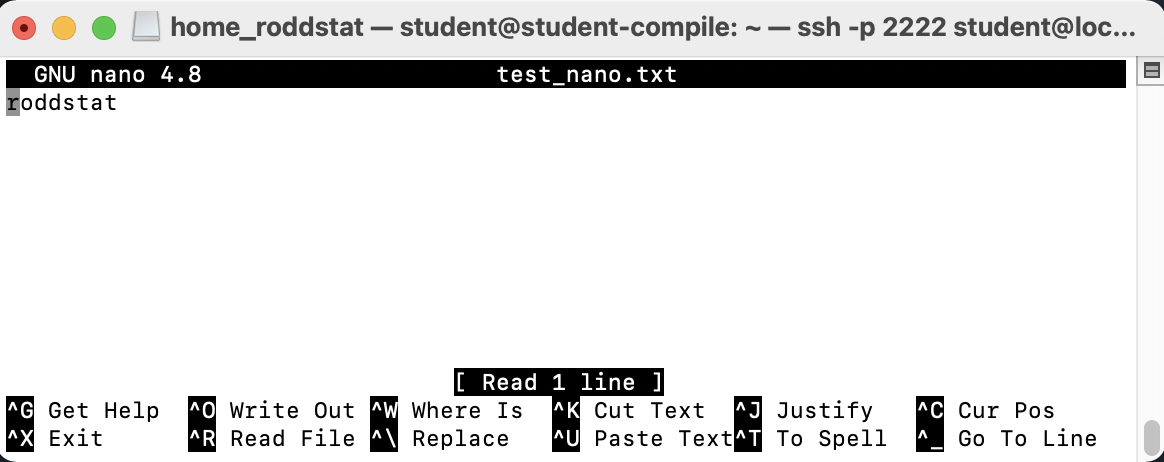 home_roddstat — student@student-compile: ~ — ssh -p 2222 student@loc...
GNU nano 4.8 test_nano.txt
roddstat
[ Read 1 line ]
^G Get Help ^O Write Out ^W Where Is ^K Cut Text ^J Justify ^C Cur Pos
^X Exit ^R Read File ^\ Replace ^U Paste Text^T To Spell ^_ Go To Line